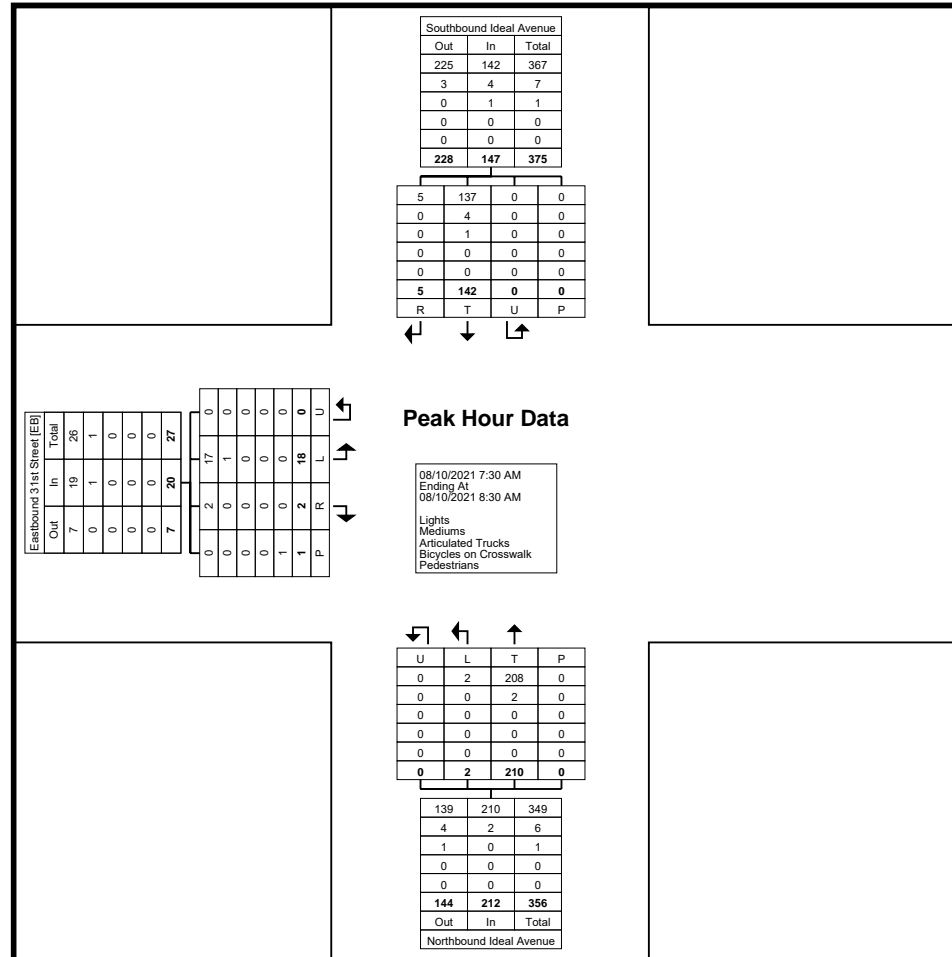 Southbound Ideal Avenue
Out In Total
225 142 367
3 4 7
0 1 1
0 0 0
0 0 0
228 147 375
5 137 0 0
0 4 0 0
0 1 0 0
0 0 0 0
0 0 0 0
5 142 0 0
R T U P
Eastbound 31st Street [EB]
Out In Total
7 19 26
0 1 1
0 0 0
0 0 0
0 0 0
7 20 27
0 2 17 0
0 0 1 0
0 0 0 0
0 0 0 0
1 0 0 0
1 2 18 0
P R L U
Peak Hour Data
08/10/2021 7:30 AM
Ending At
08/10/2021 8:30 AM
Lights
Mediums
Articulated Trucks
Bicycles on Crosswalk
Pedestrians
U L T P
0 2 208 0
0 0 2 0
0 0 0 0
0 0 0 0
0 0 0 0
0 2 210 0
139 210 349
4 2 6
1 0 1
0 0 0
0 0 0
144 212 356
Out In Total
Northbound Ideal Avenue